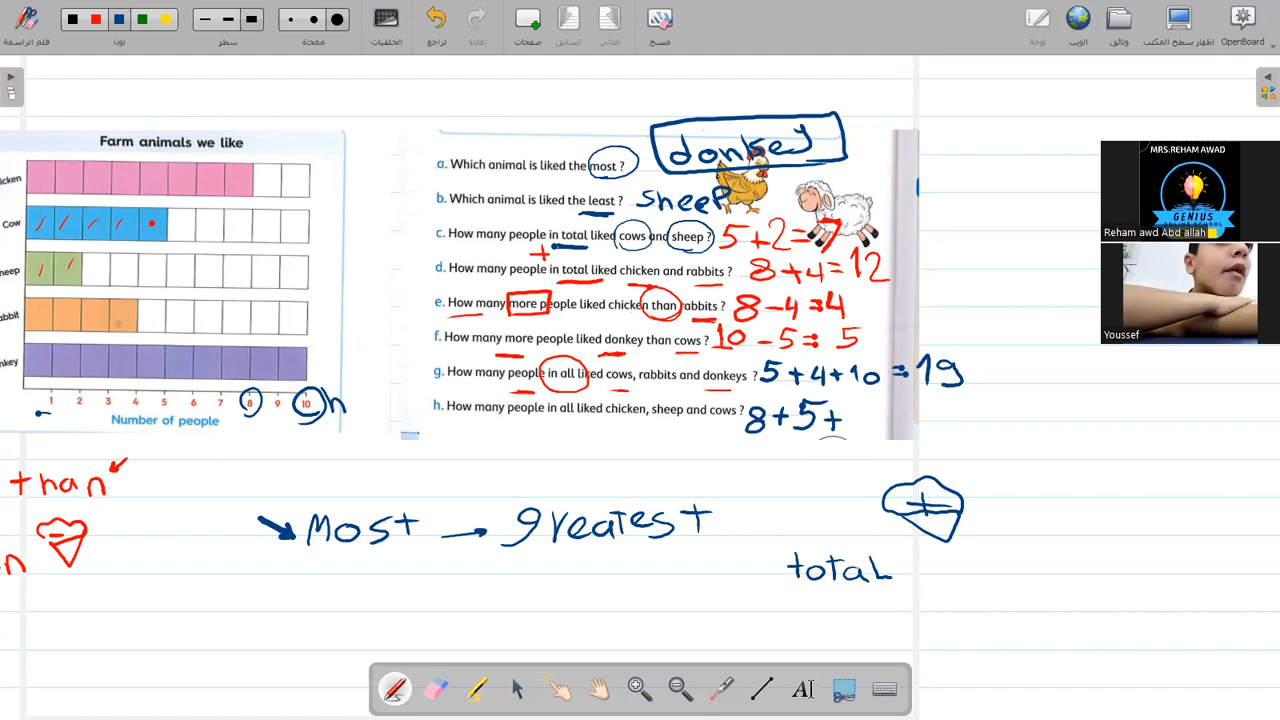 قلم الراسمة
لون
سطر
ممحاة
الخلفيات
تراجع
إعادة
صفحات
السابق
التالي
مسح
لوحة
الويب
وثائق
اظهار سطح المكتب
OpenBoard
Farm animals we like
icken
Cow
heep
abbit
nkey
1 2 3 4 5 6 7 8 9 10 h
Number of people
donkey
a. Which animal is liked the most ?
b. Which animal is liked the least ? sheep
c. How many people in total liked cows and sheep ? 5+2=7
+
d. How many people in total liked chicken and rabbits ? 8+4=12
e. How many more people liked chicken than rabbits ? 8-4=4
f. How many more people liked donkey than cows ? 10-5=5
g. How many people in all liked cows, rabbits and donkeys ? 5+4+10=19
h. How many people in all liked chicken, sheep and cows ? 8+5+
than
n
Most → greatest
+
total
MRS.REHAM AWAD
GENIUS
Reham awd Abd allah
Youssef